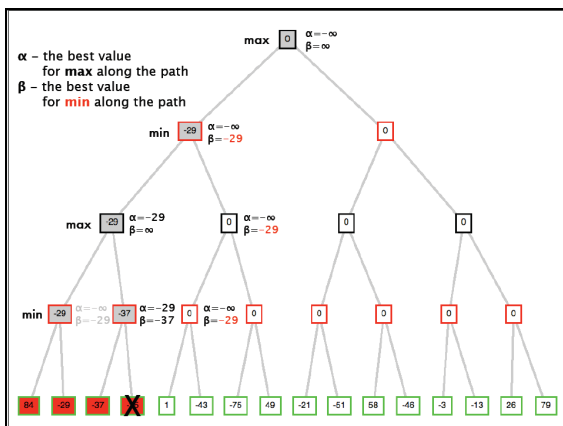 max 0 α=-∞
β=∞
α - the best value
for max along the path
β - the best value
for min along the path
min -29 α=-∞ 0
β=-29
max -29 α=-29 0 α=-∞ 0 0
β=∞ β=-29
min -29 α=-∞ -37 α=-29 0 α=-∞ 0 0 0 0 0
β=-29 β=-37 β=-29
84 -29 -37 X 1 -43 -75 49 -21 -51 58 -46 -3 -13 26 79